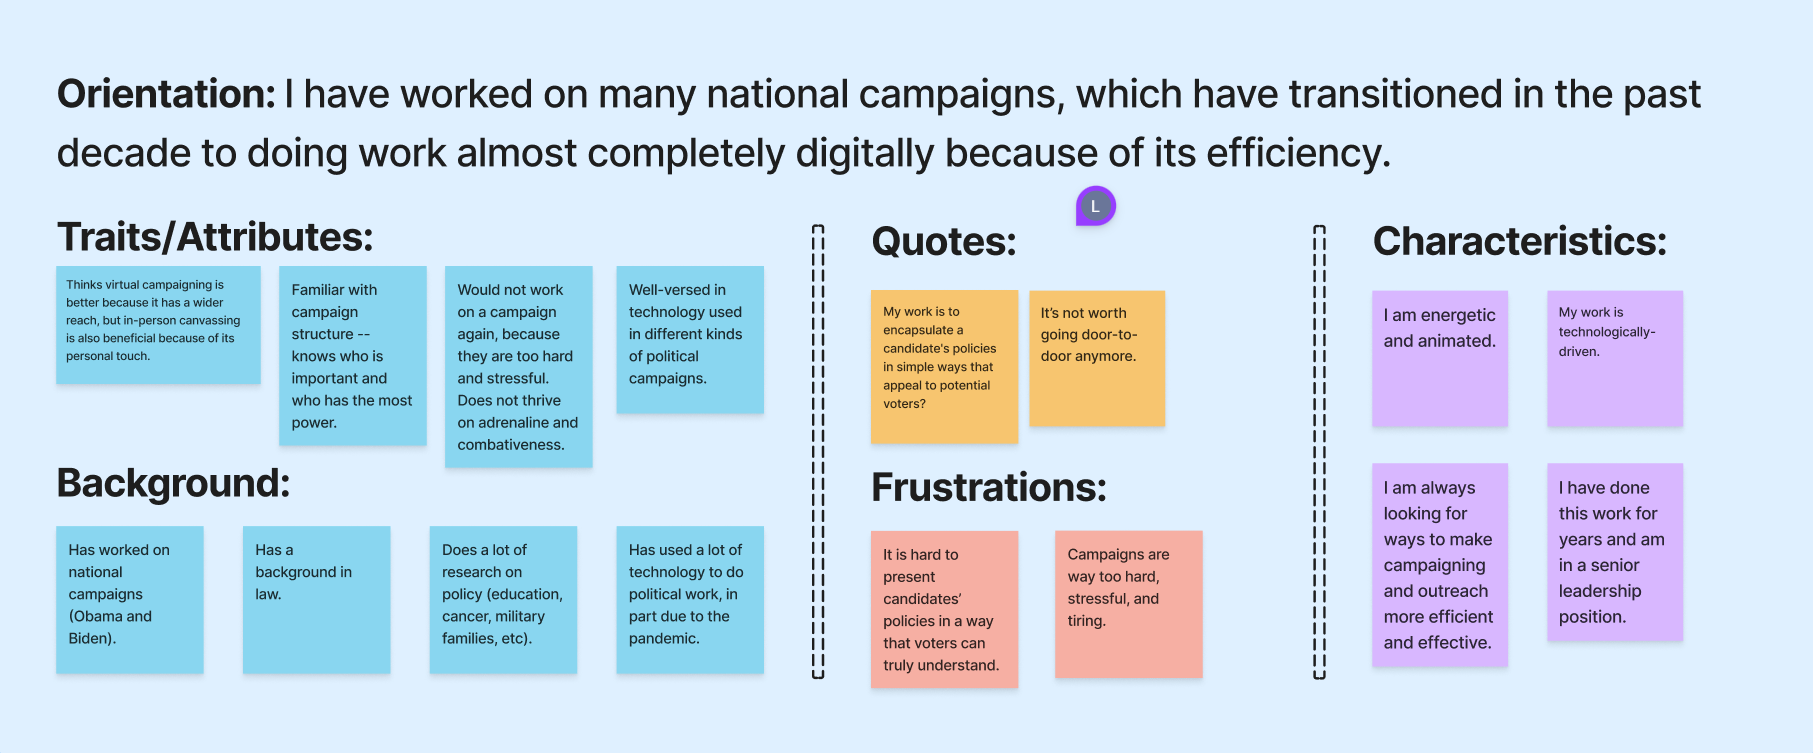 Orientation: I have worked on many national campaigns, which have transitioned in the past
decade to doing work almost completely digitally because of its efficiency.
L
Traits/Attributes:
Thinks virtual campaigning is
better because it has a wider
reach, but in-person canvassing
is also beneficial because of its
personal touch.
Familiar with
campaign
structure --
knows who is
important and
who has the most
power.
Would not work
on a campaign
again, because
they are too hard
and stressful.
Does not thrive
on adrenaline and
combativeness.
Well-versed in
technology used
in different kinds
of political
campaigns.
Background:
Has worked on
national
campaigns
(Obama and
Biden).
Has a
background in
law.
Does a lot of
research on
policy (education,
cancer, military
families, etc).
Has used a lot of
technology to do
political work, in
part due to the
pandemic.
Quotes:
My work is to
encapsulate a
candidate's policies
in simple ways that
appeal to potential
voters?
It’s not worth
going door-to-
door anymore.
Frustrations:
It is hard to
present
candidates’
policies in a way
that voters can
truly understand.
Campaigns are
way too hard,
stressful, and
tiring.
Characteristics:
I am energetic
and animated.
My work is
technologically-
driven.
I am always
looking for
ways to make
campaigning
and outreach
more efficient
and effective.
I have done
this work for
years and am
in a senior
leadership
position.